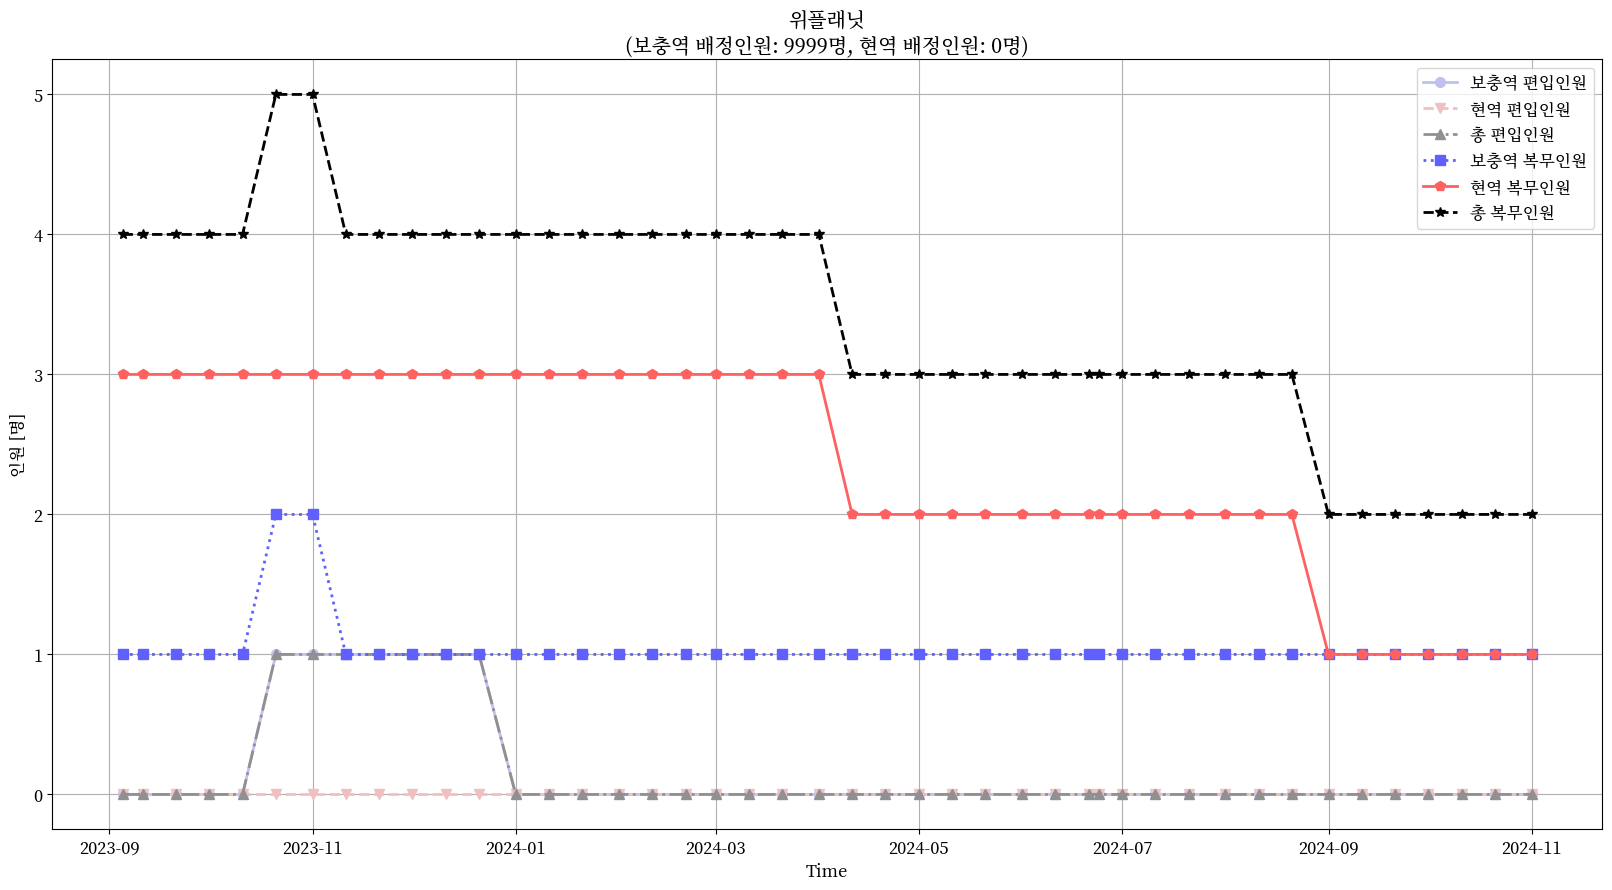 위플래닛
(보충역 배정인원: 9999명, 현역 배정인원: 0명)
보충역 편입인원
현역 편입인원
총 편입인원
보충역 복무인원
현역 복무인원
총 복무인원
인원 [명]
5
4
3
2
1
0
2023-09 2023-11 2024-01 2024-03 2024-05 2024-07 2024-09 2024-11
Time